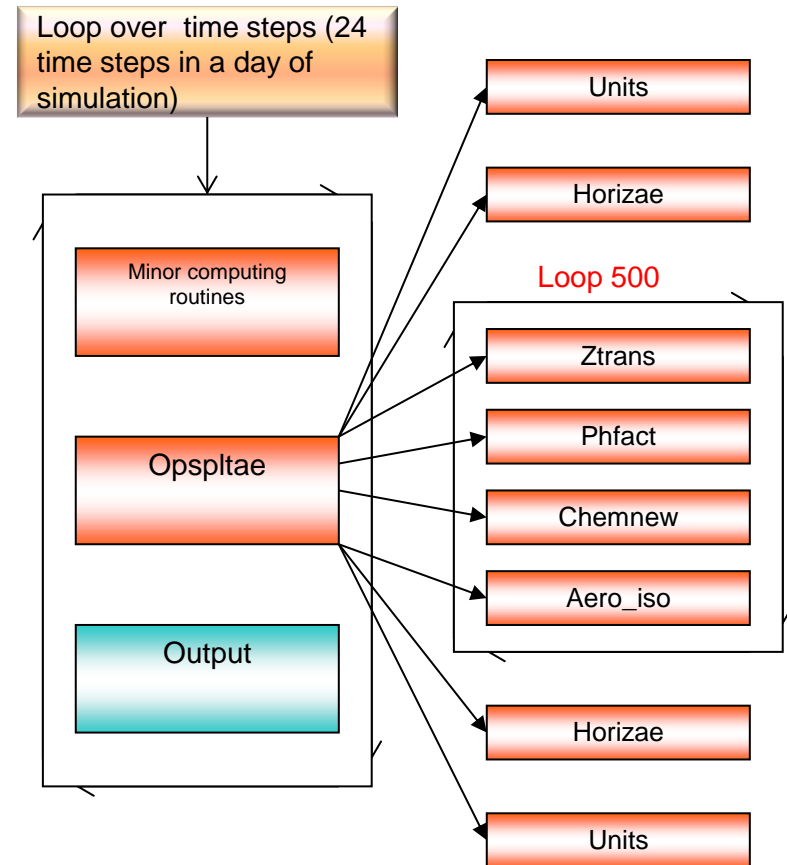 Loop over time steps (24
time steps in a day of
simulation)
Minor computing
routines
Opspltae
Output
Units
Horizae
Loop 500
Ztrans
Phfact
Chemnew
Aero_iso
Horizae
Units